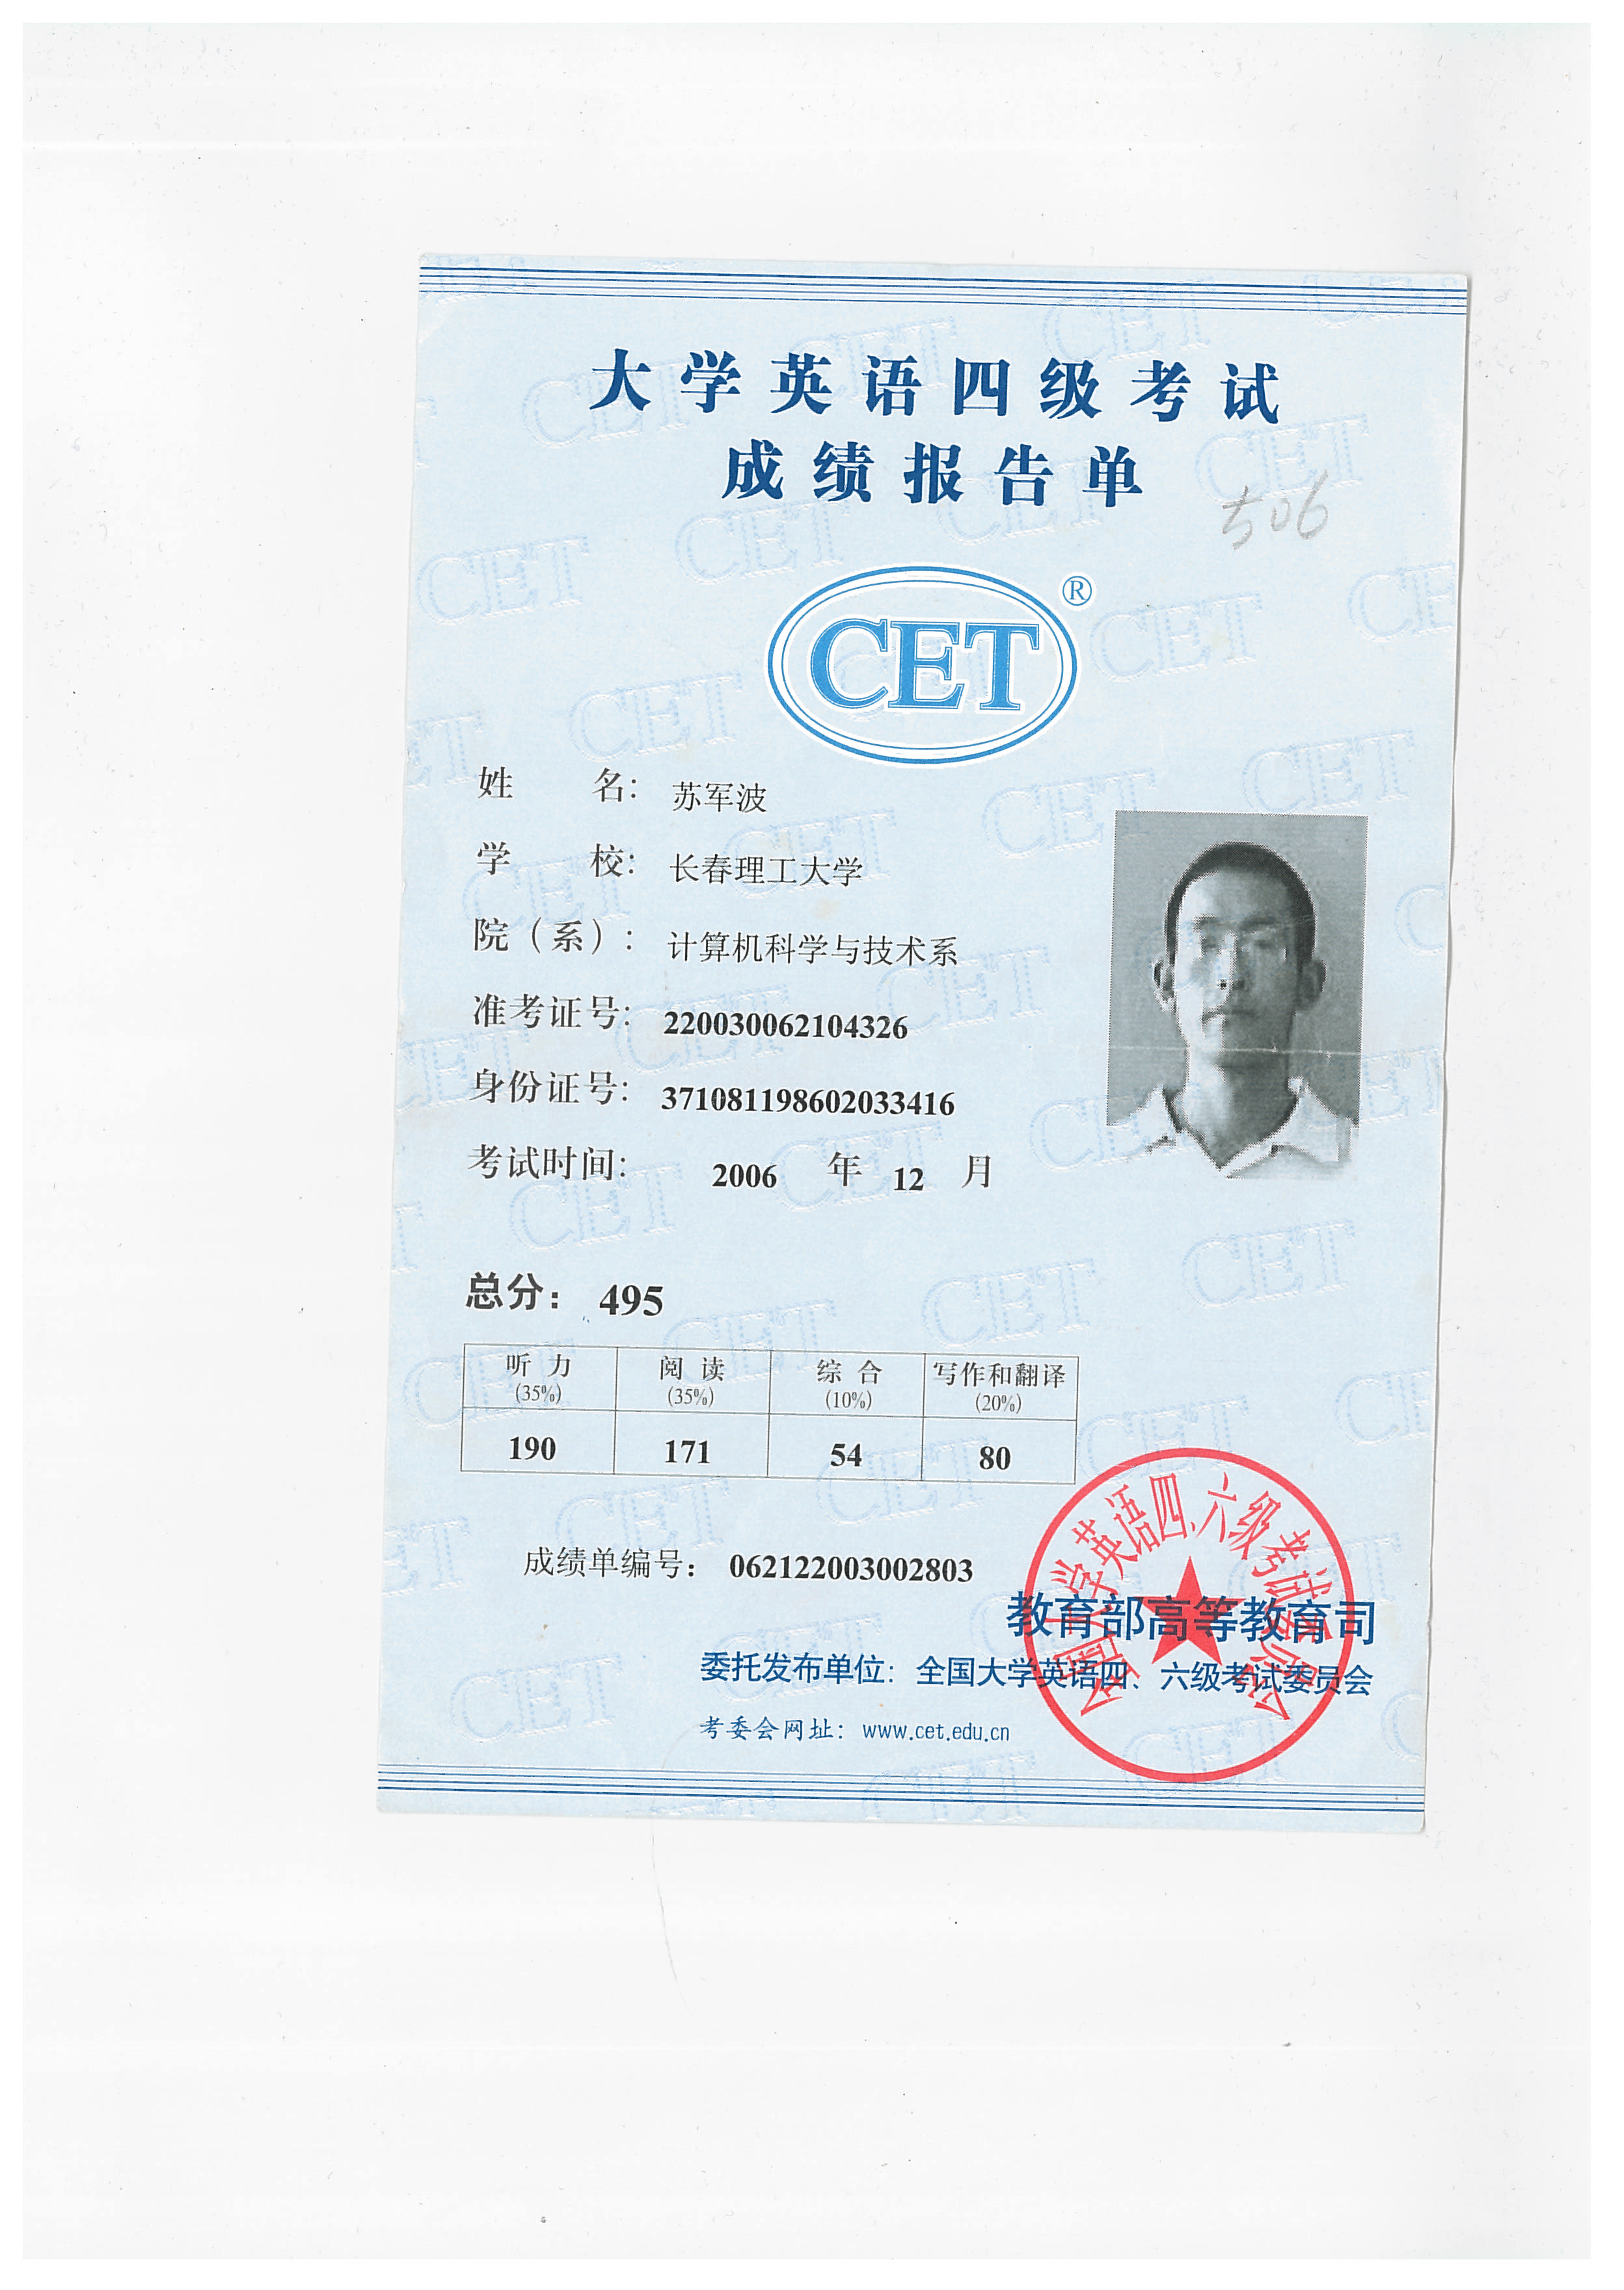 大学英语四级考试
成绩报告单
506
CET®
姓 名: 苏军波
学 校: 长春理工大学
院（系）: 计算机科学与技术系
准考证号: 220030062104326
身份证号: 371081198602033416
考试时间: 2006 年 12 月
总分: 495
听 力 阅 读 综 合 写作和翻译
(35%) (35%) (10%) (20%)
190 171 54 80
成绩单编号: 062122003002803
全国大学英语四、六级考试委员会
教育部高等教育司
委托发布单位: 全国大学英语四、六级考试委员会
考委会网址: www.cet.edu.cn